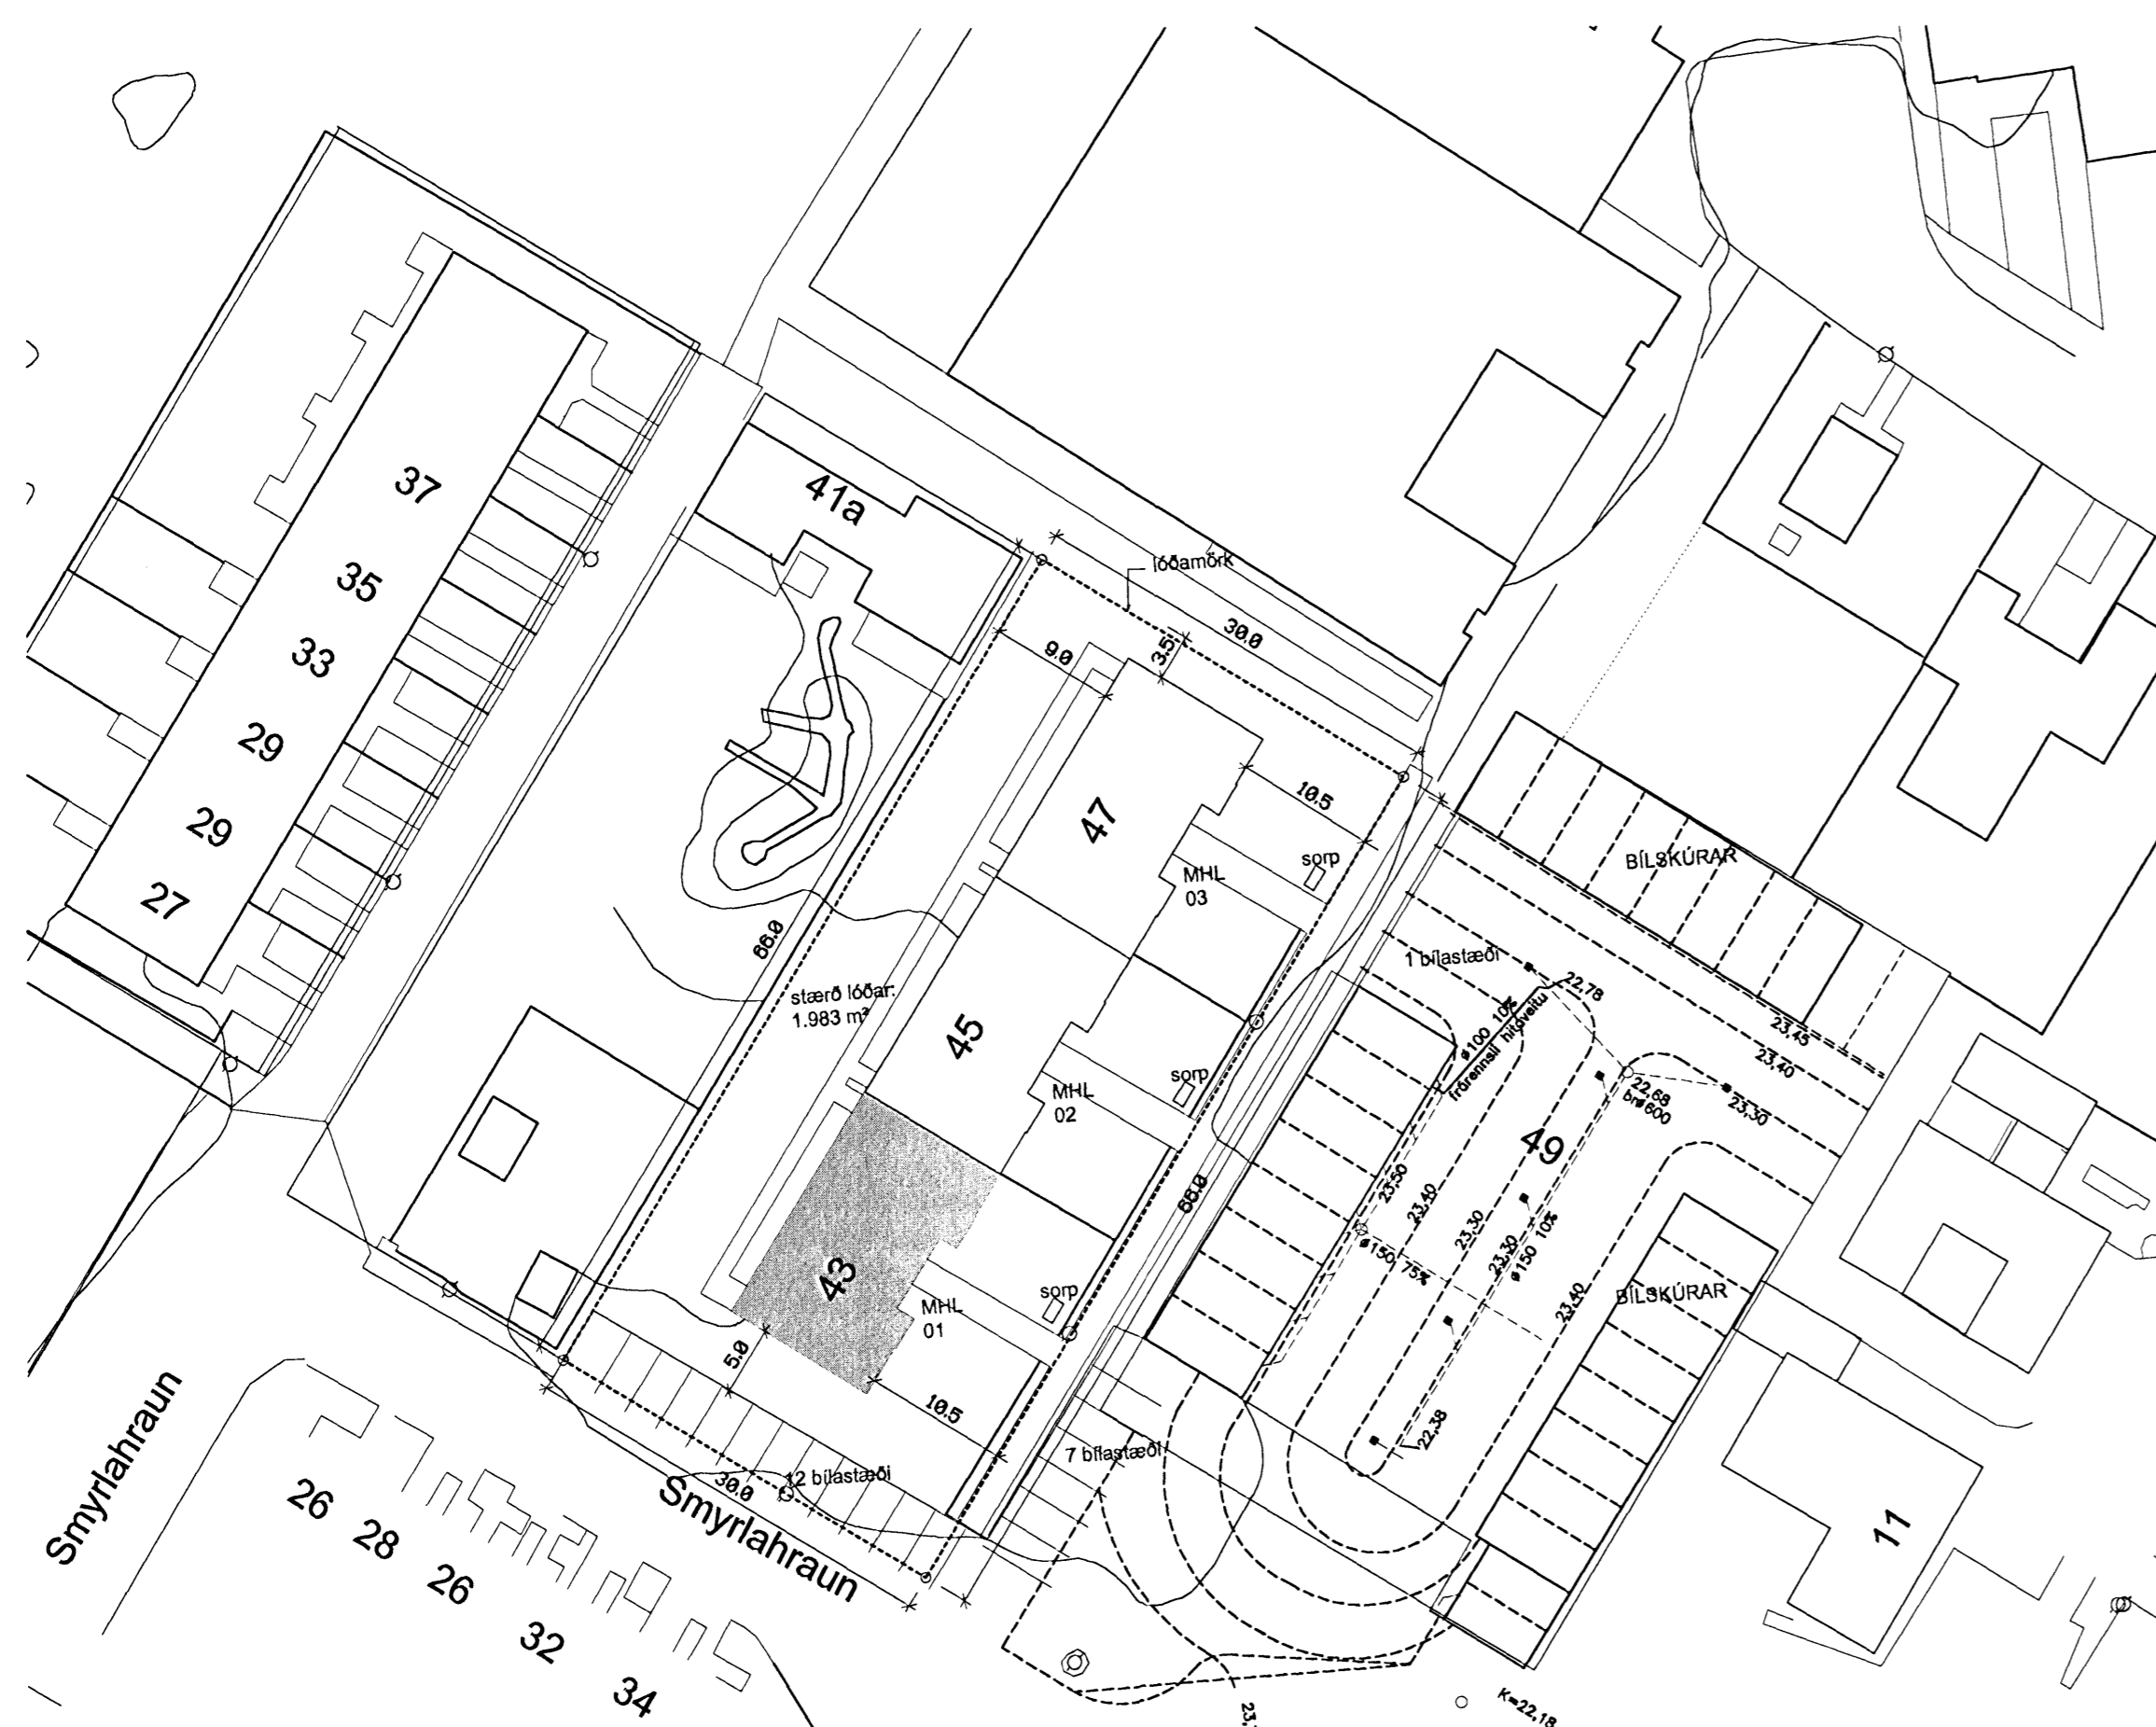 37
35
33
29
29
27
41a
lóðamörk
30.0
3.5
9.0
47
10.5
sorp
MHL
03
BÍLSKÚRAR
1 bílastæði
66.0
stærð lóðar:
1.983 m²
45
sorp
MHL
02
22,78
ø100 10%
frárennsli hitaveitu
23,45
23,40
22,68
brø600
23,30
49
66.0
23,50
23,40
23,30
23,30
ø150 10%
ø150 75%
23,40
BÍLSKÚRAR
43
sorp
MHL
01
5.0
10.5
22,38
7 bílastæði
12 bílastæði
30.0
Smyrlahraun
Smyrlahraun
26
28
26
32
34
11
K=22,18